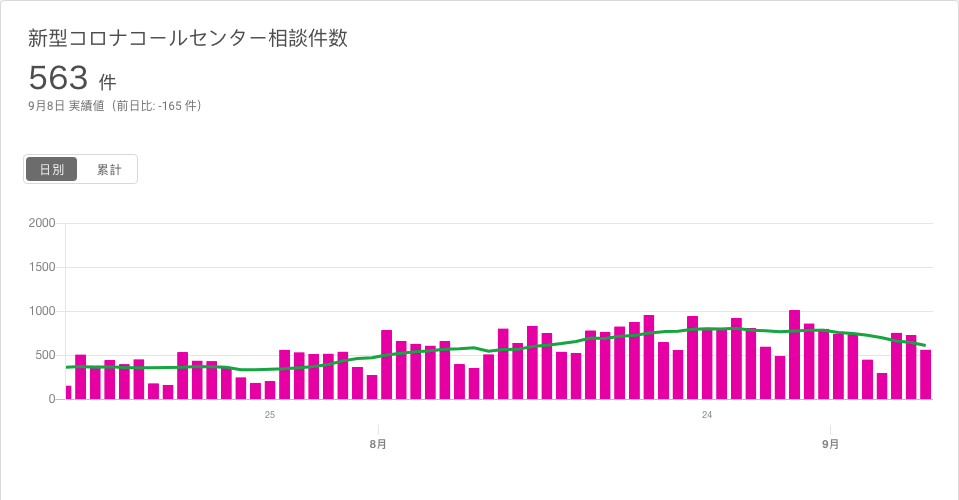 新型コロナコールセンター相談件数
563 件
9月8日 実績値（前日比: -165 件）
日別 累計
2000
1500
1000
500
0
25 24
8月 9月